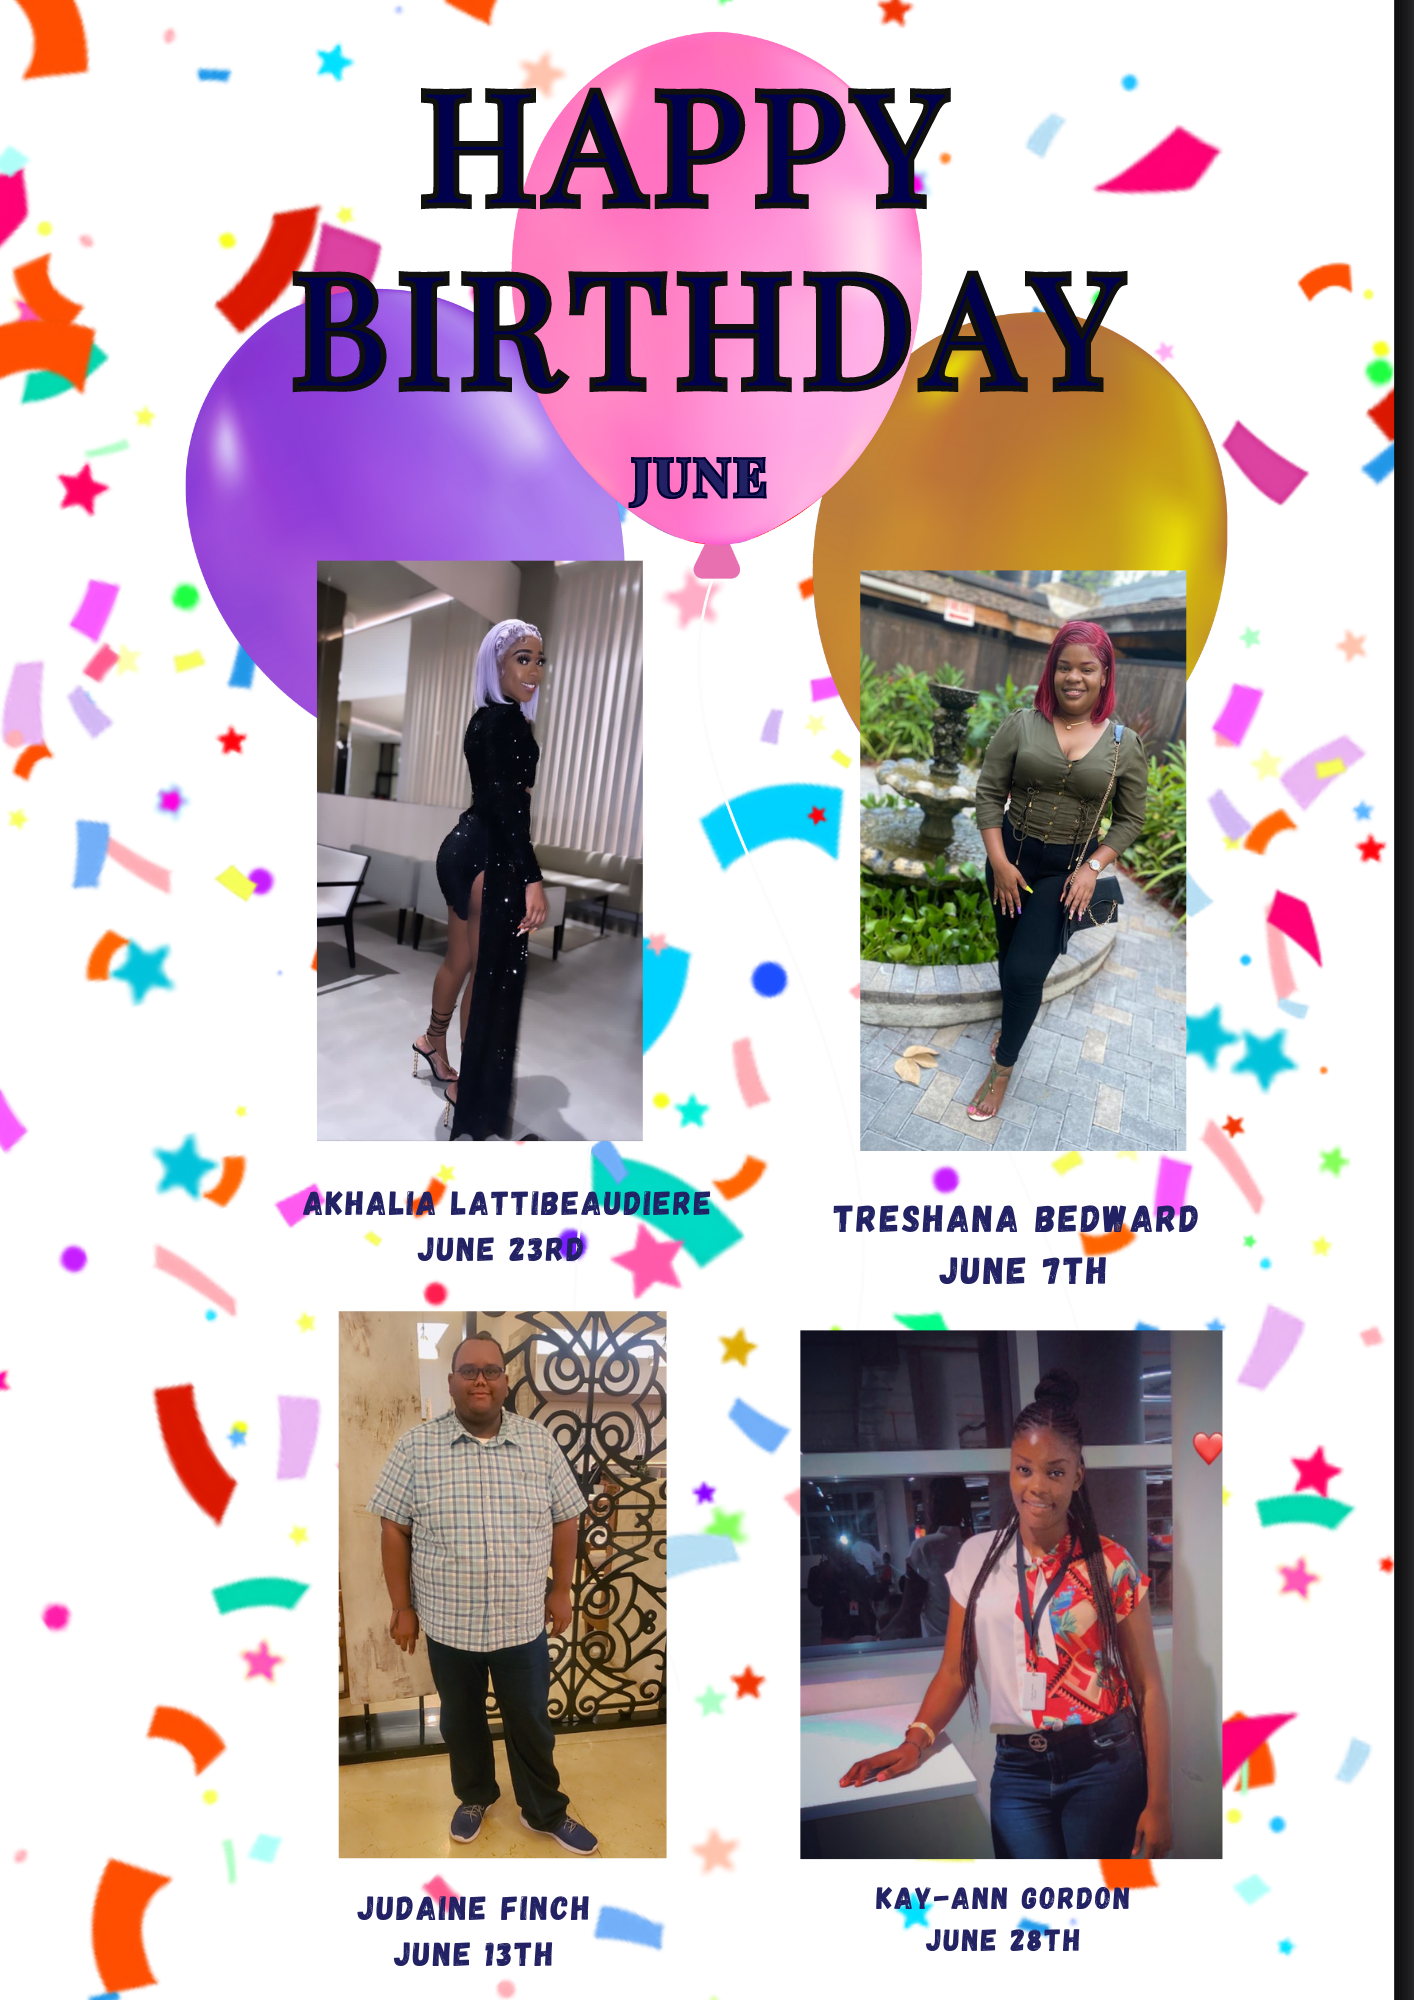 HAPPY
BIRTHDAY
JUNE
AKHALIA LATTIBEAUDIERE
JUNE 23RD
TRESHANA BEDWARD
JUNE 7TH
JUDAINE FINCH
JUNE 13TH
KAY-ANN GORDON
JUNE 28TH